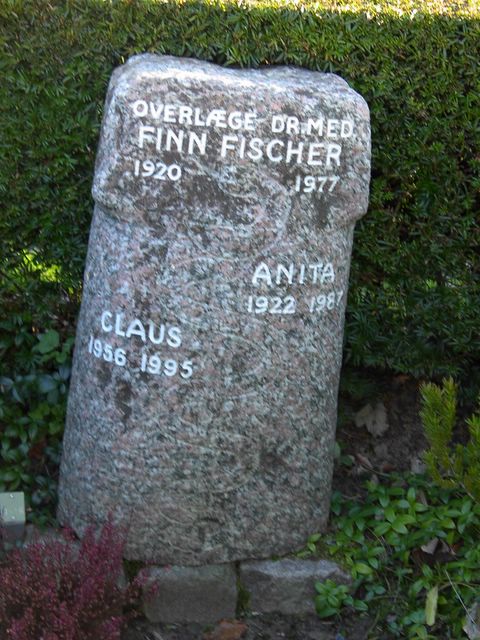 OVERLÆGE DR. MED.
FINN FISCHER
1920 1977
ANITA
1922 1987
CLAUS
1956 1995